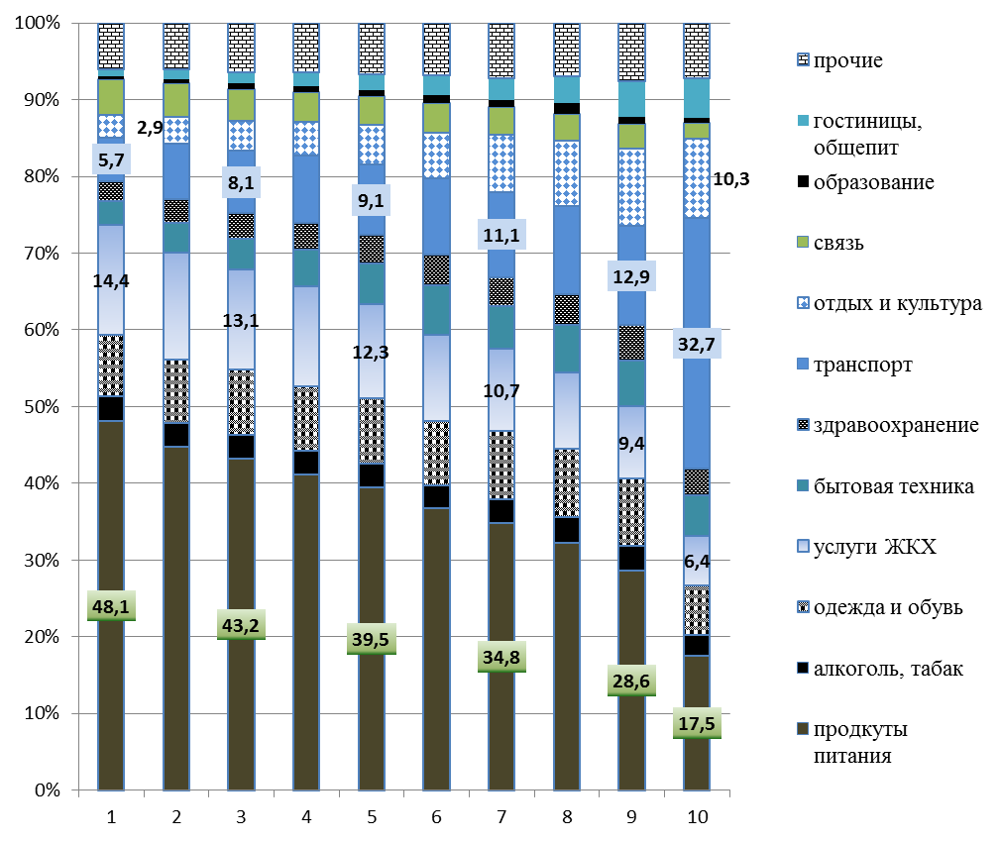 100%
90%
80%
70%
60%
50%
40%
30%
20%
10%
0%
2,9
5,7
8,1
9,1
11,1
12,9
10,3
32,7
14,4
13,1
12,3
10,7
9,4
6,4
48,1
43,2
39,5
34,8
28,6
17,5
1 2 3 4 5 6 7 8 9 10
прочие
гостиницы,
общепит
образование
связь
отдых и культура
транспорт
здравоохранение
бытовая техника
услуги ЖКХ
одежда и обувь
алкоголь, табак
продкуты
питания